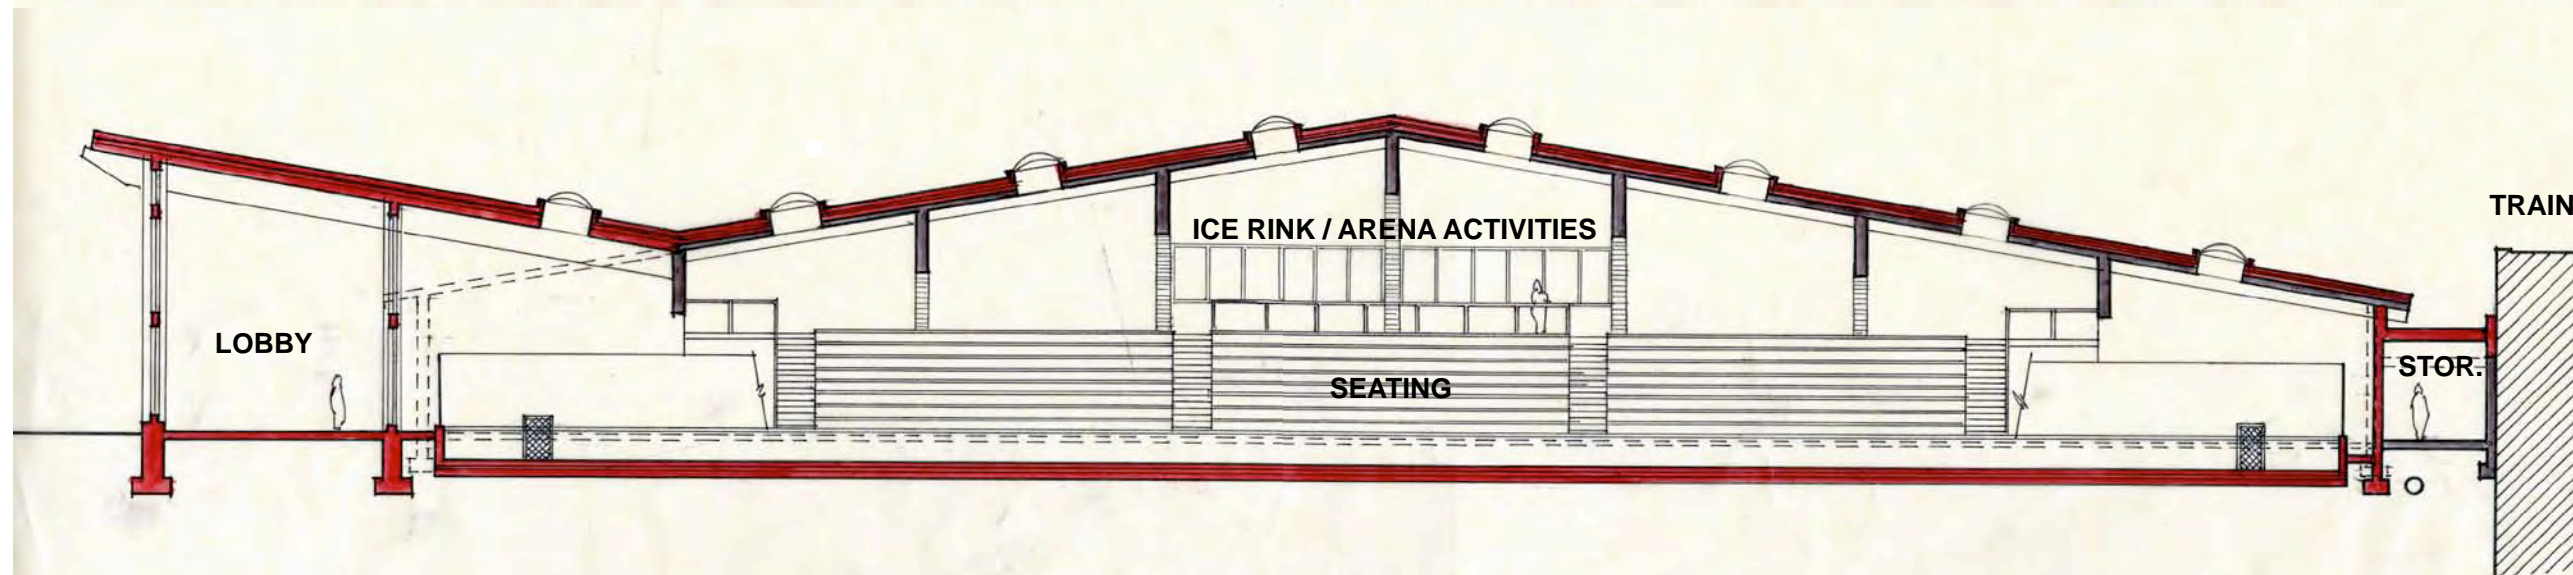 TRAIN
ICE RINK / ARENA ACTIVITIES
LOBBY
STOR.
SEATING